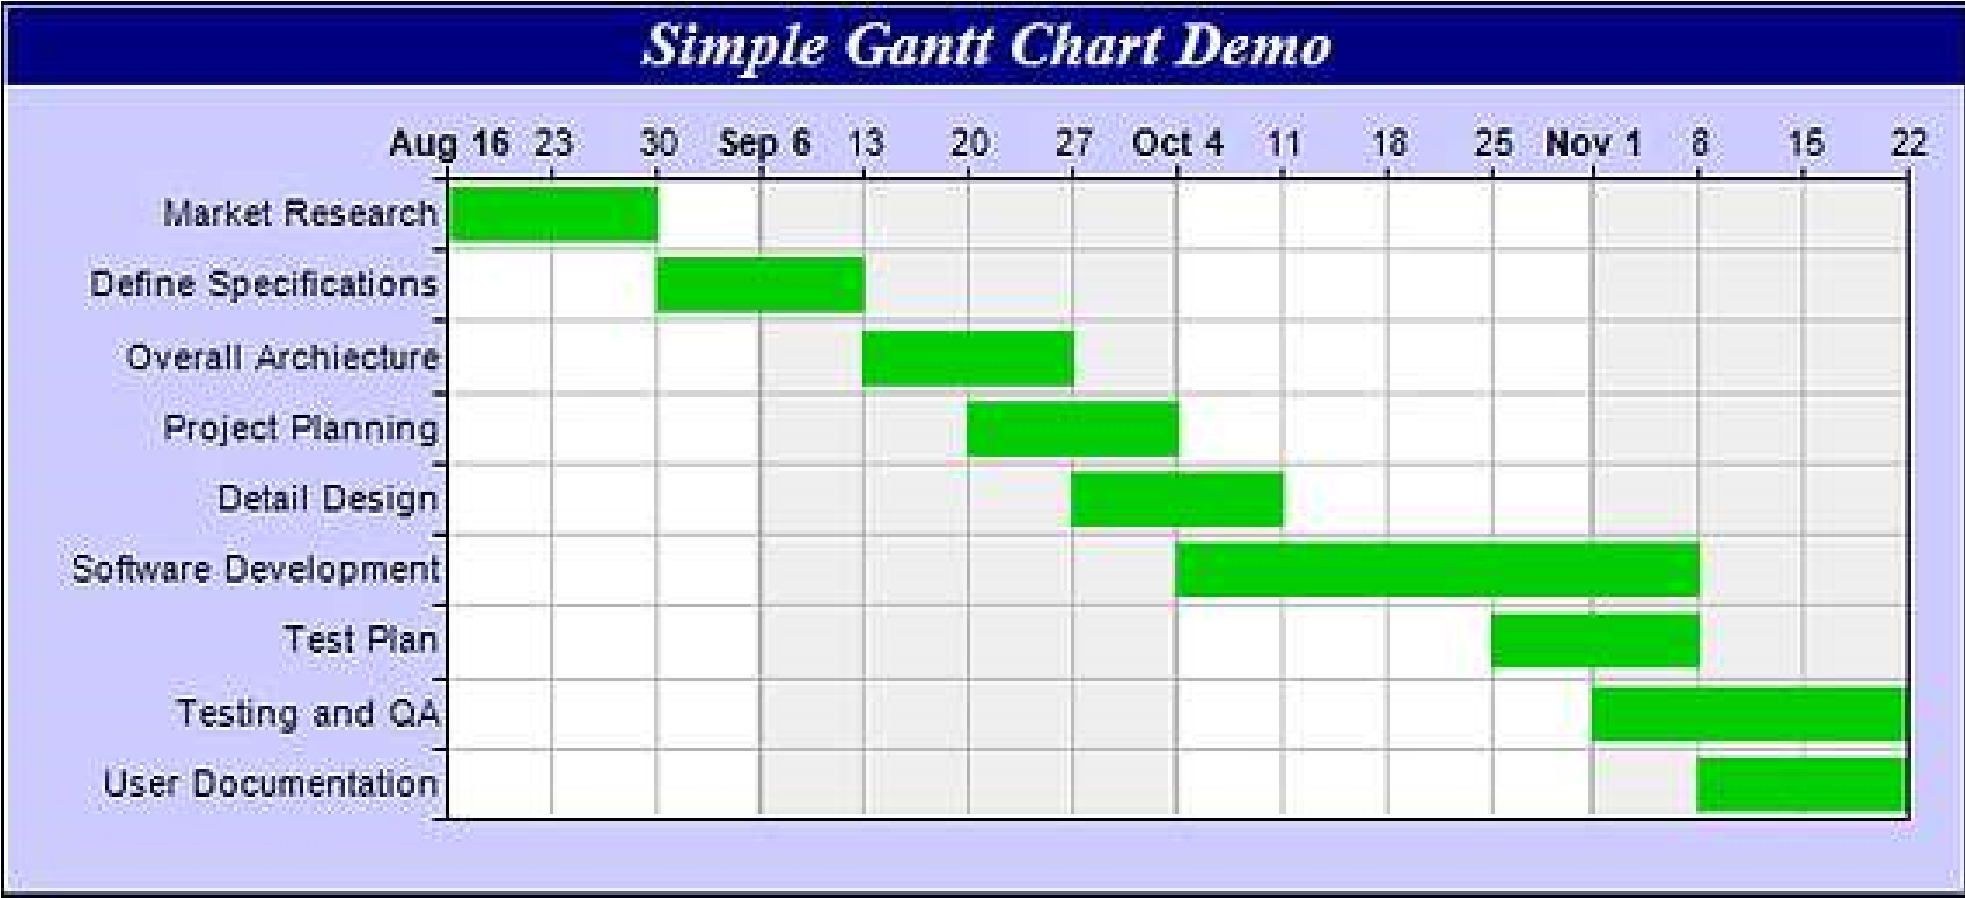 Simple Gantt Chart Demo
Aug 16 23 30 Sep 6 13 20 27 Oct 4 11 18 25 Nov 1 8 15 22
Market Research
Define Specifications
Overall Archiecture
Project Planning
Detail Design
Software Development
Test Plan
Testing and QA
User Documentation